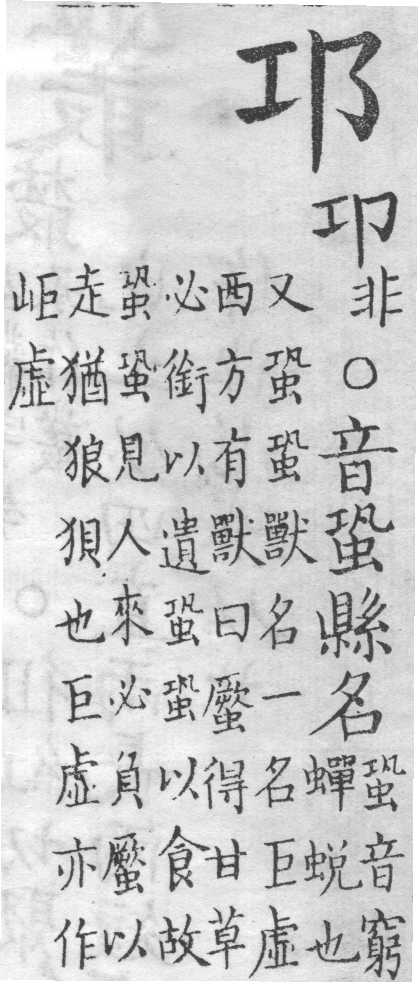 邛
卭非○音蛩縣名
蛩音窮
蟬蛻也
又蛩蛩獸名一名巨虛
西方有獸曰蟨得甘草
必銜以遺蛩蛩以食故
蛩蛩見人來必負蟨以
走猶狼狽也巨虛亦作
岠虛